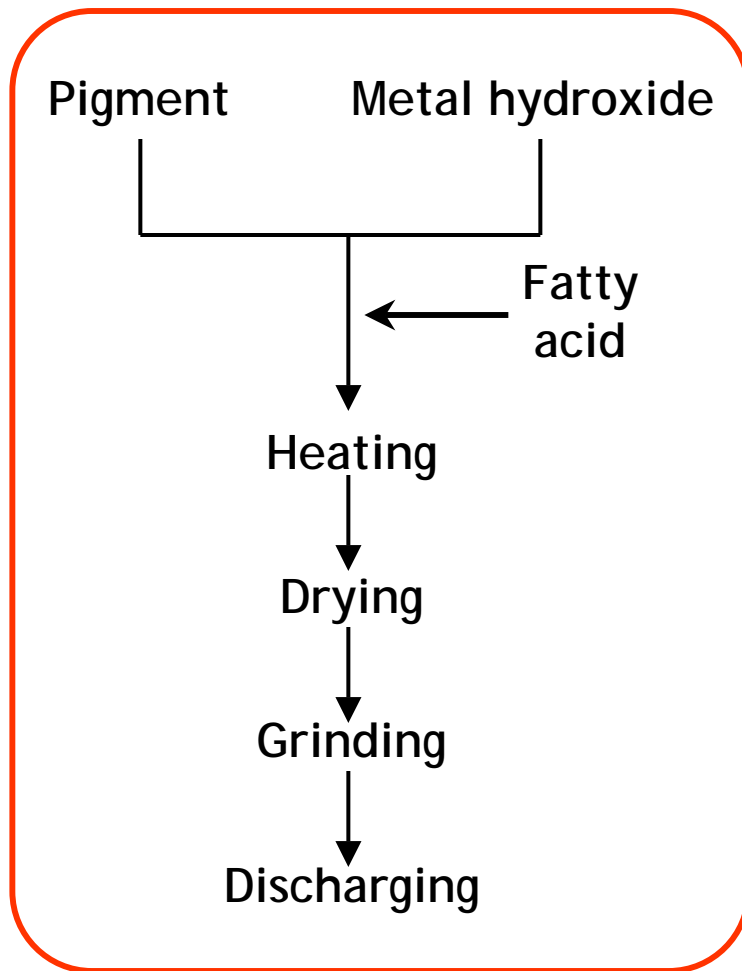 Pigment Metal hydroxide
Fatty
acid
Heating
Drying
Grinding
Discharging